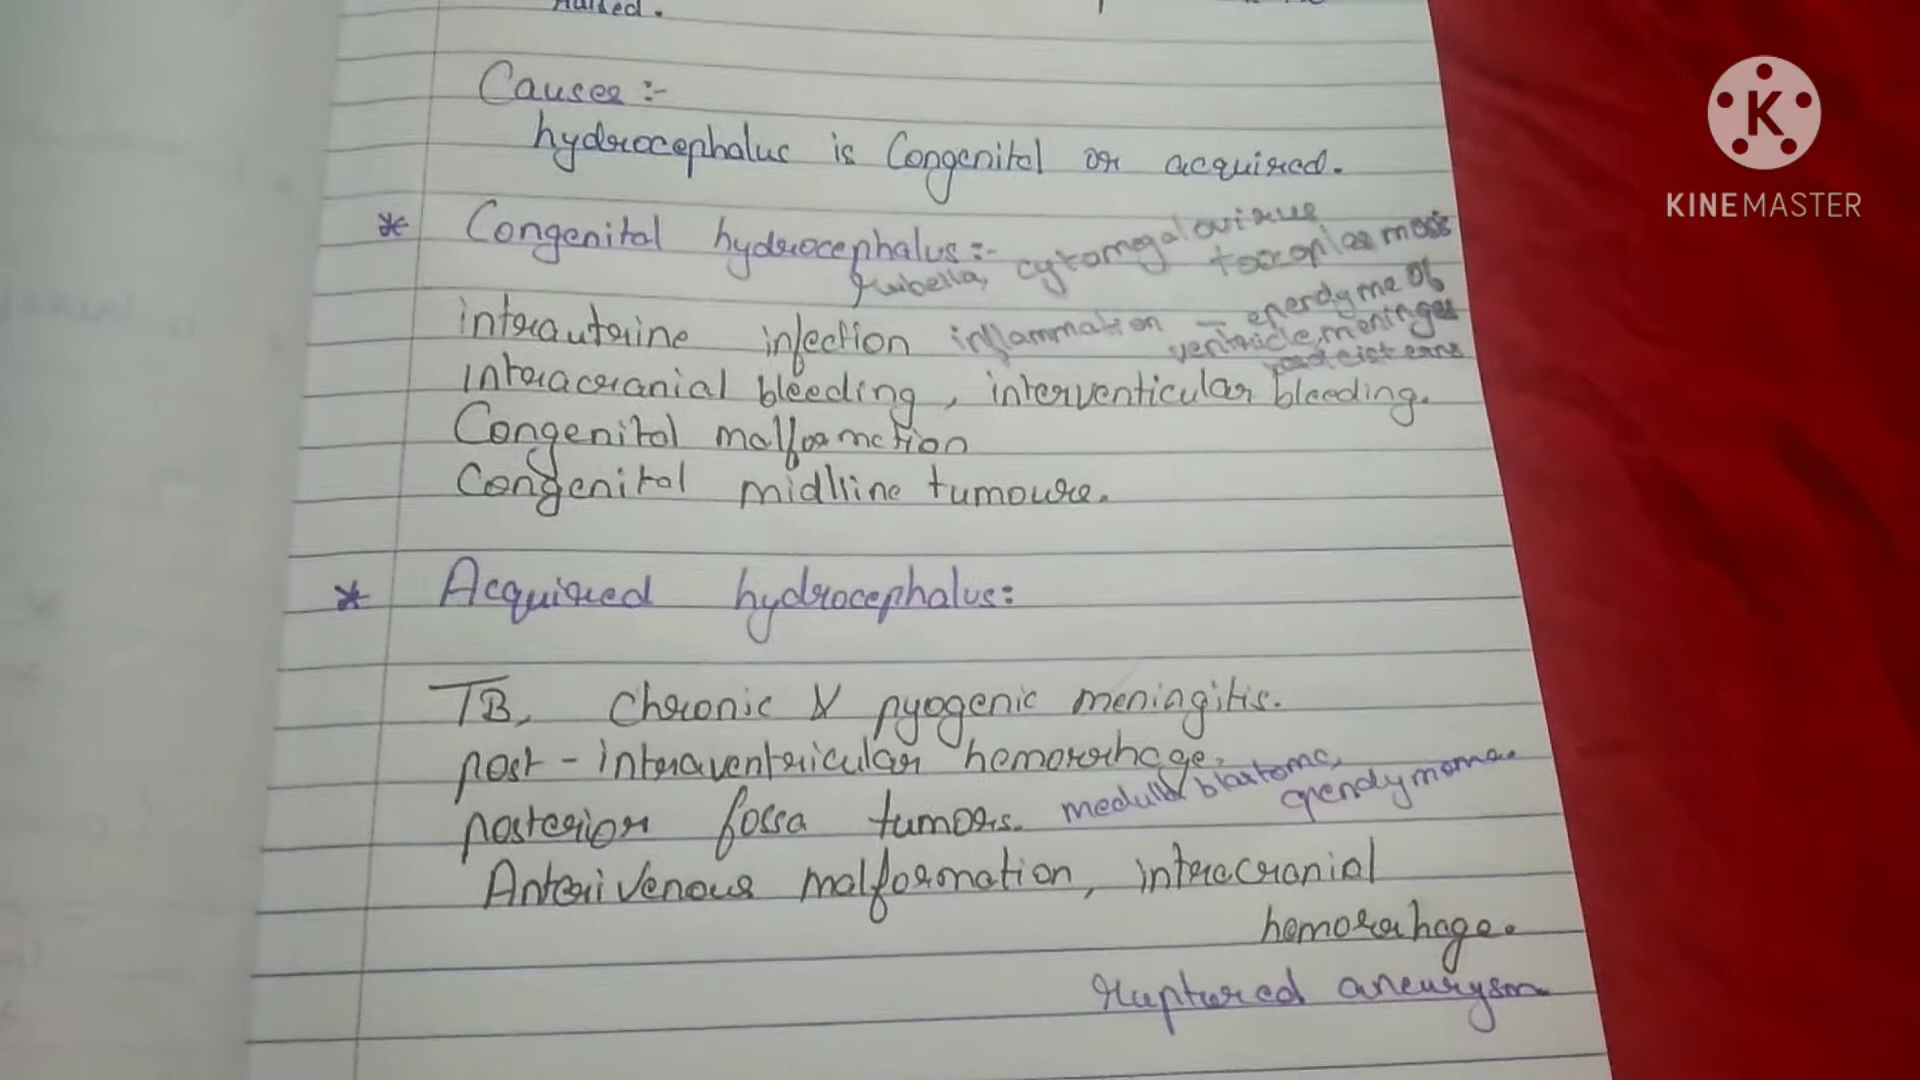 Causes :-
hydrocephalus is Congenital or acquired.
* Congenital hydrocephalus :-
rubella, cytomegalovirus
toxoplasmosis
intrauterine infection inflammation - ependyme of
ventricle, meninges
cisterns
intracranial bleeding, interventicular bleeding.
Congenital malformation
Congenital midline tumours.
* Acquired hydrocephalus:
TB, Chronic & pyogenic meningitis.
post - intraventricular hemorrhage.
posterior fossa tumors. medulloblastoma,
ependymoma.
Arterivenous malformation, intracranial
hemorrhage.
ruptured aneurysm
K
KINEMASTER